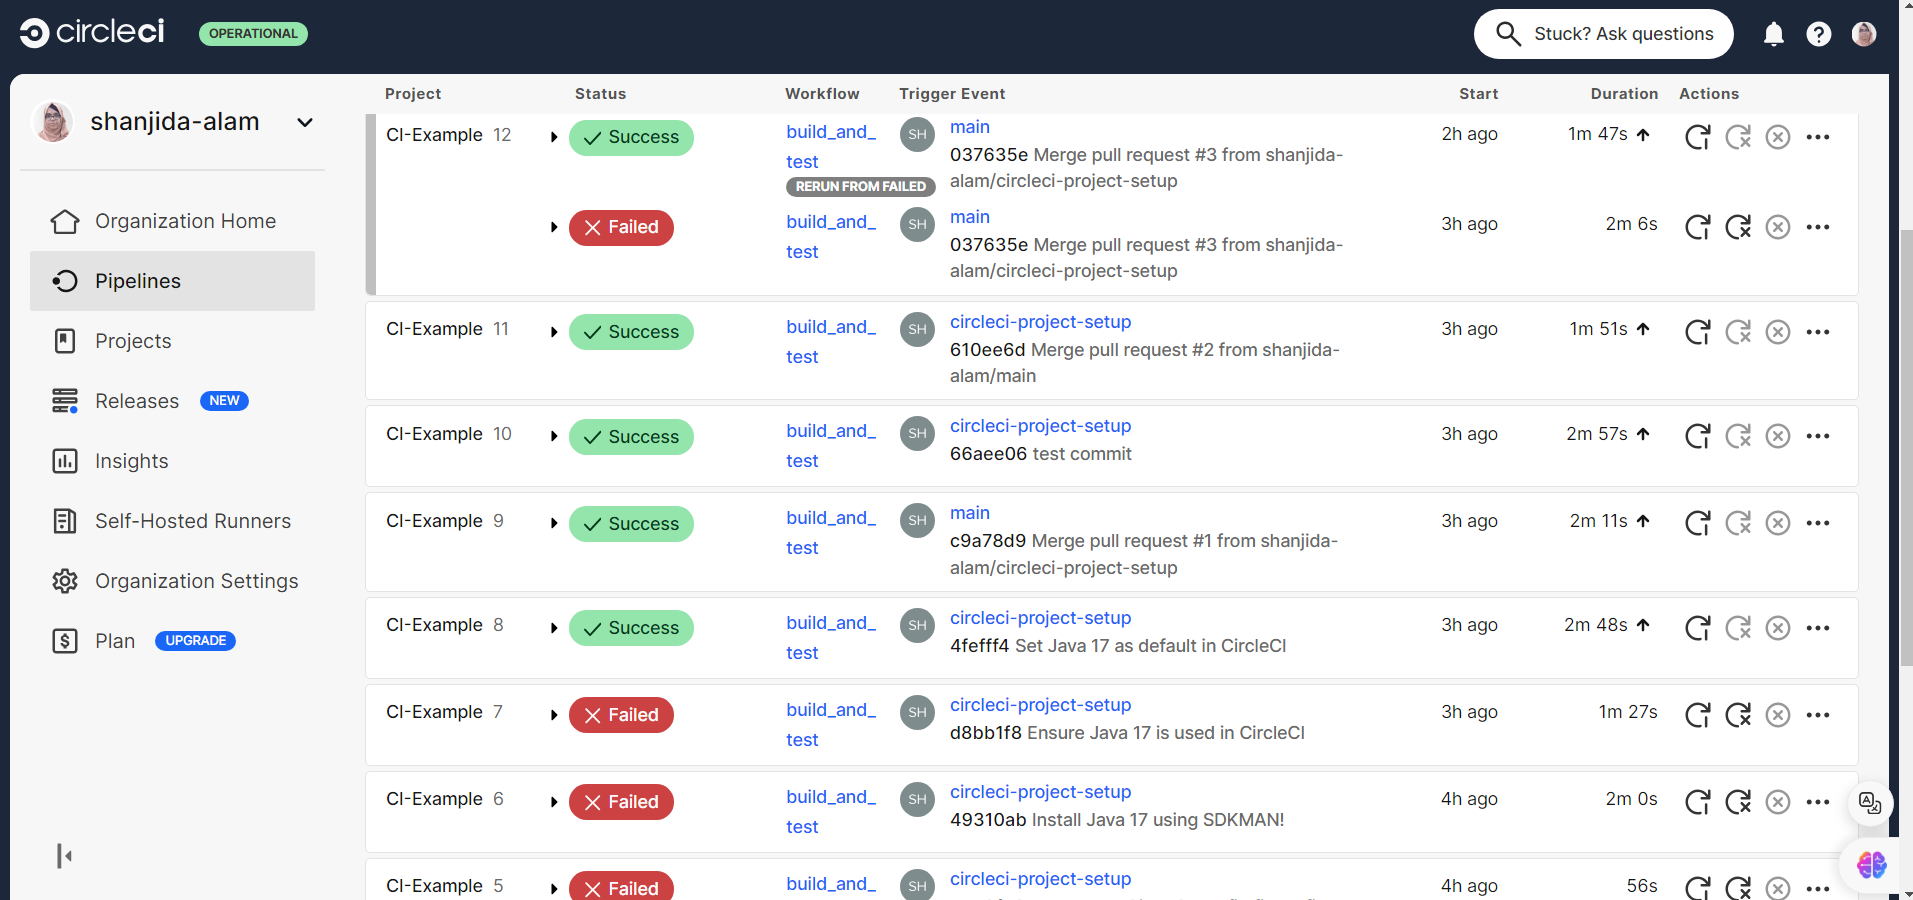 circleci
OPERATIONAL
Stuck? Ask questions
shanjida-alam
Organization Home
Pipelines
Projects
Releases NEW
Insights
Self-Hosted Runners
Organization Settings
Plan UPGRADE
Project Status Workflow Trigger Event Start Duration Actions
CI-Example 12 Success build_and_ SH main 2h ago 1m 47s
test 037635e Merge pull request #3 from shanjida-
RERUN FROM FAILED alam/circleci-project-setup
Failed build_and_ SH main 3h ago 2m 6s
test 037635e Merge pull request #3 from shanjida-
alam/circleci-project-setup
CI-Example 11 Success build_and_ SH circleci-project-setup 3h ago 1m 51s
test 610ee6d Merge pull request #2 from shanjida-
alam/main
CI-Example 10 Success build_and_ SH circleci-project-setup 3h ago 2m 57s
test 66aee06 test commit
CI-Example 9 Success build_and_ SH main 3h ago 2m 11s
test c9a78d9 Merge pull request #1 from shanjida-
alam/circleci-project-setup
CI-Example 8 Success build_and_ SH circleci-project-setup 3h ago 2m 48s
test 4fefff4 Set Java 17 as default in CircleCI
CI-Example 7 Failed build_and_ SH circleci-project-setup 3h ago 1m 27s
test d8bb1f8 Ensure Java 17 is used in CircleCI
CI-Example 6 Failed build_and_ SH circleci-project-setup 4h ago 2m 0s
test 49310ab Install Java 17 using SDKMAN!
CI-Example 5 Failed build_and_ SH circleci-project-setup 4h ago 56s